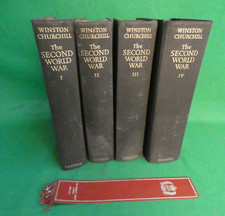 WINSTON
CHURCHILL
The
SECOND
WORLD
WAR
I
WINSTON
CHURCHILL
The
SECOND
WORLD
WAR
II
WINSTON
CHURCHILL
The
SECOND
WORLD
WAR
III
WINSTON
CHURCHILL
The
SECOND
WORLD
WAR
IV